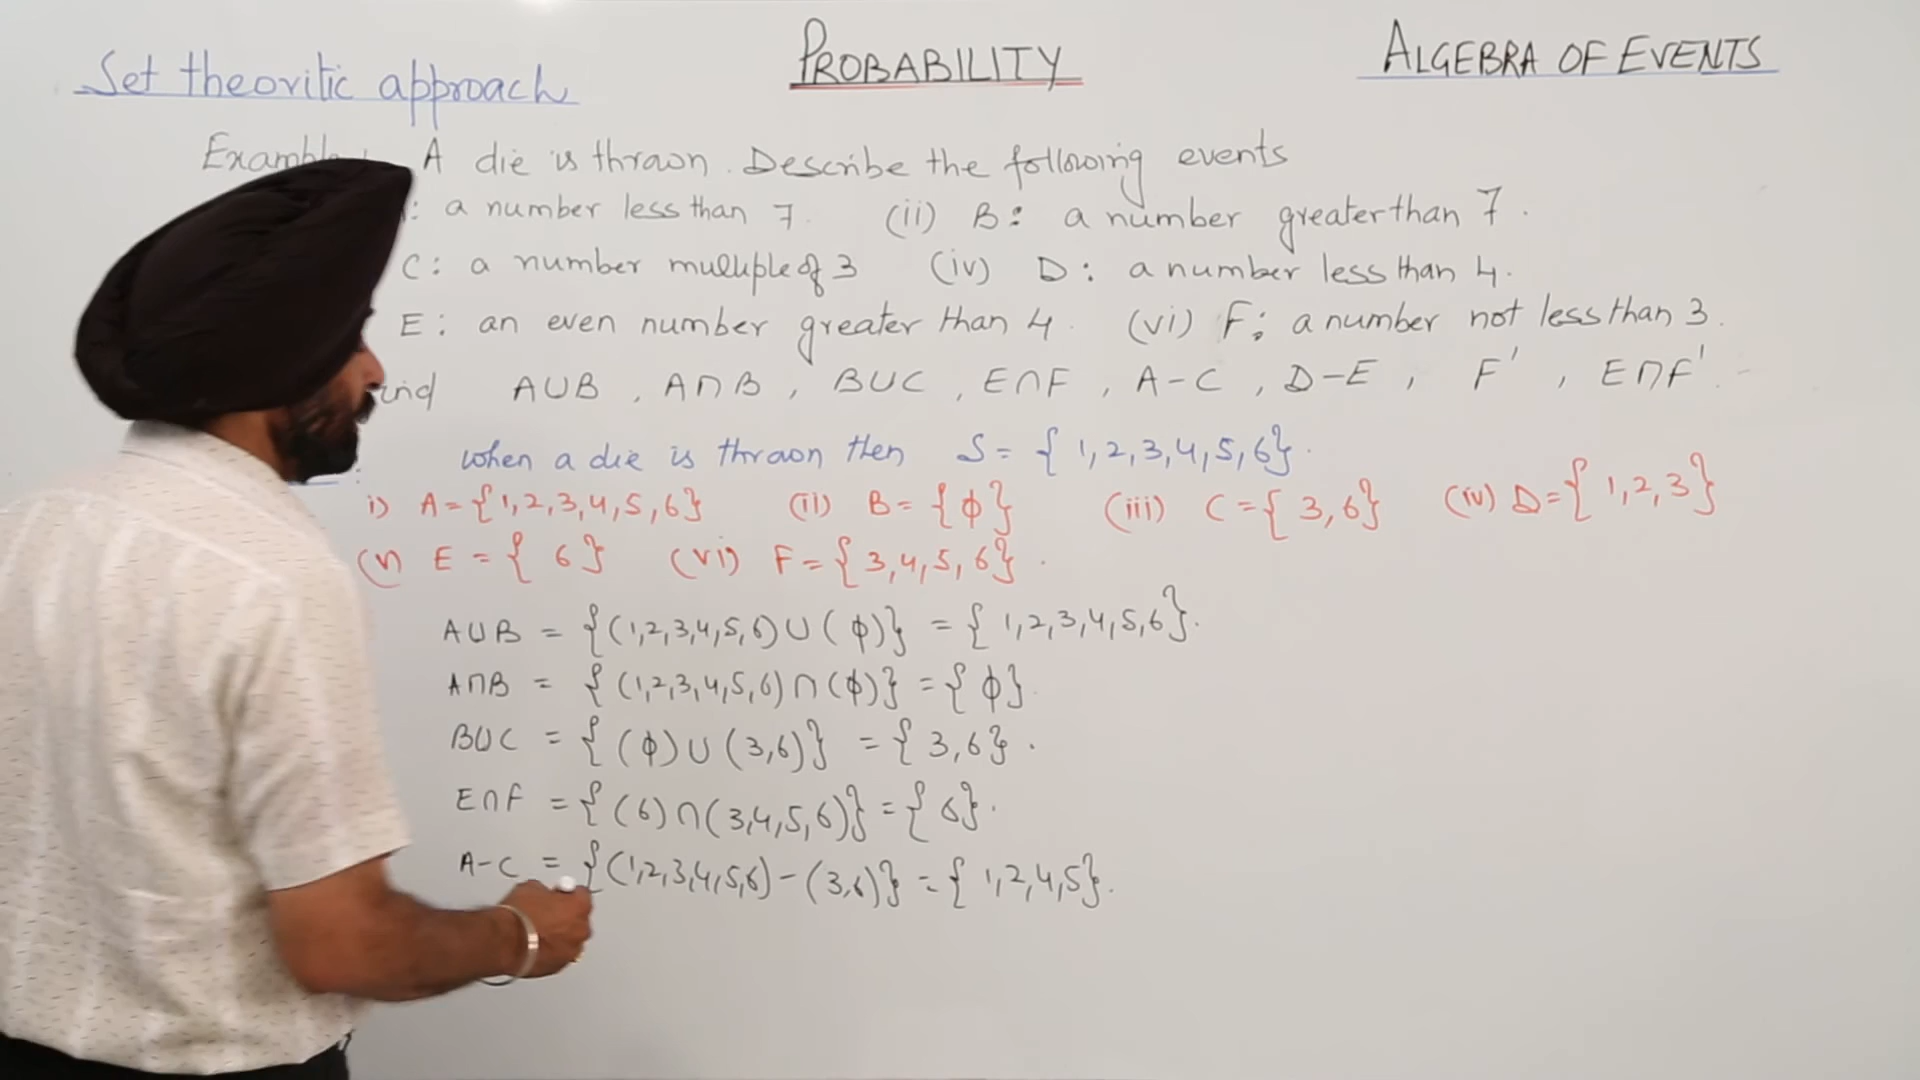 Set theoritic approach PROBABILITY ALGEBRA OF EVENTS
A die is thrown. Describe the following events
: a number less than 7. (ii) B: a number greater than 7.
C: a number multiple of 3 (iv) D: a number less than 4.
E: an even number greater than 4. (vi) F: a number not less than 3.
A∪B, A∩B, B∪C, E∩F, A-C, D-E, F', E∩F'.
when a die is thrown then S = {1,2,3,4,5,6}.
i) A={1,2,3,4,5,6} (ii) B={ϕ} (iii) C={3,6} (iv) D={1,2,3}
(v) E={6} (vi) F={3,4,5,6}.
A∪B = {(1,2,3,4,5,6)∪(ϕ)} = {1,2,3,4,5,6}.
A∩B = {(1,2,3,4,5,6)∩(ϕ)} = {ϕ}.
B∪C = {(ϕ)∪(3,6)} = {3,6}.
E∩F = {(6)∩(3,4,5,6)} = {6}.
A-C = {(1,2,3,4,5,6)-(3,6)} = {1,2,4,5}.